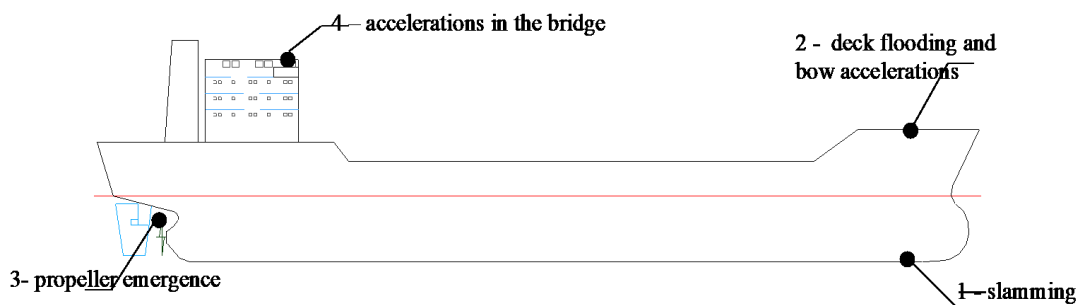 4 – accelerations in the bridge
2 - deck flooding and
bow accelerations
3- propeller emergence
1 - slamming